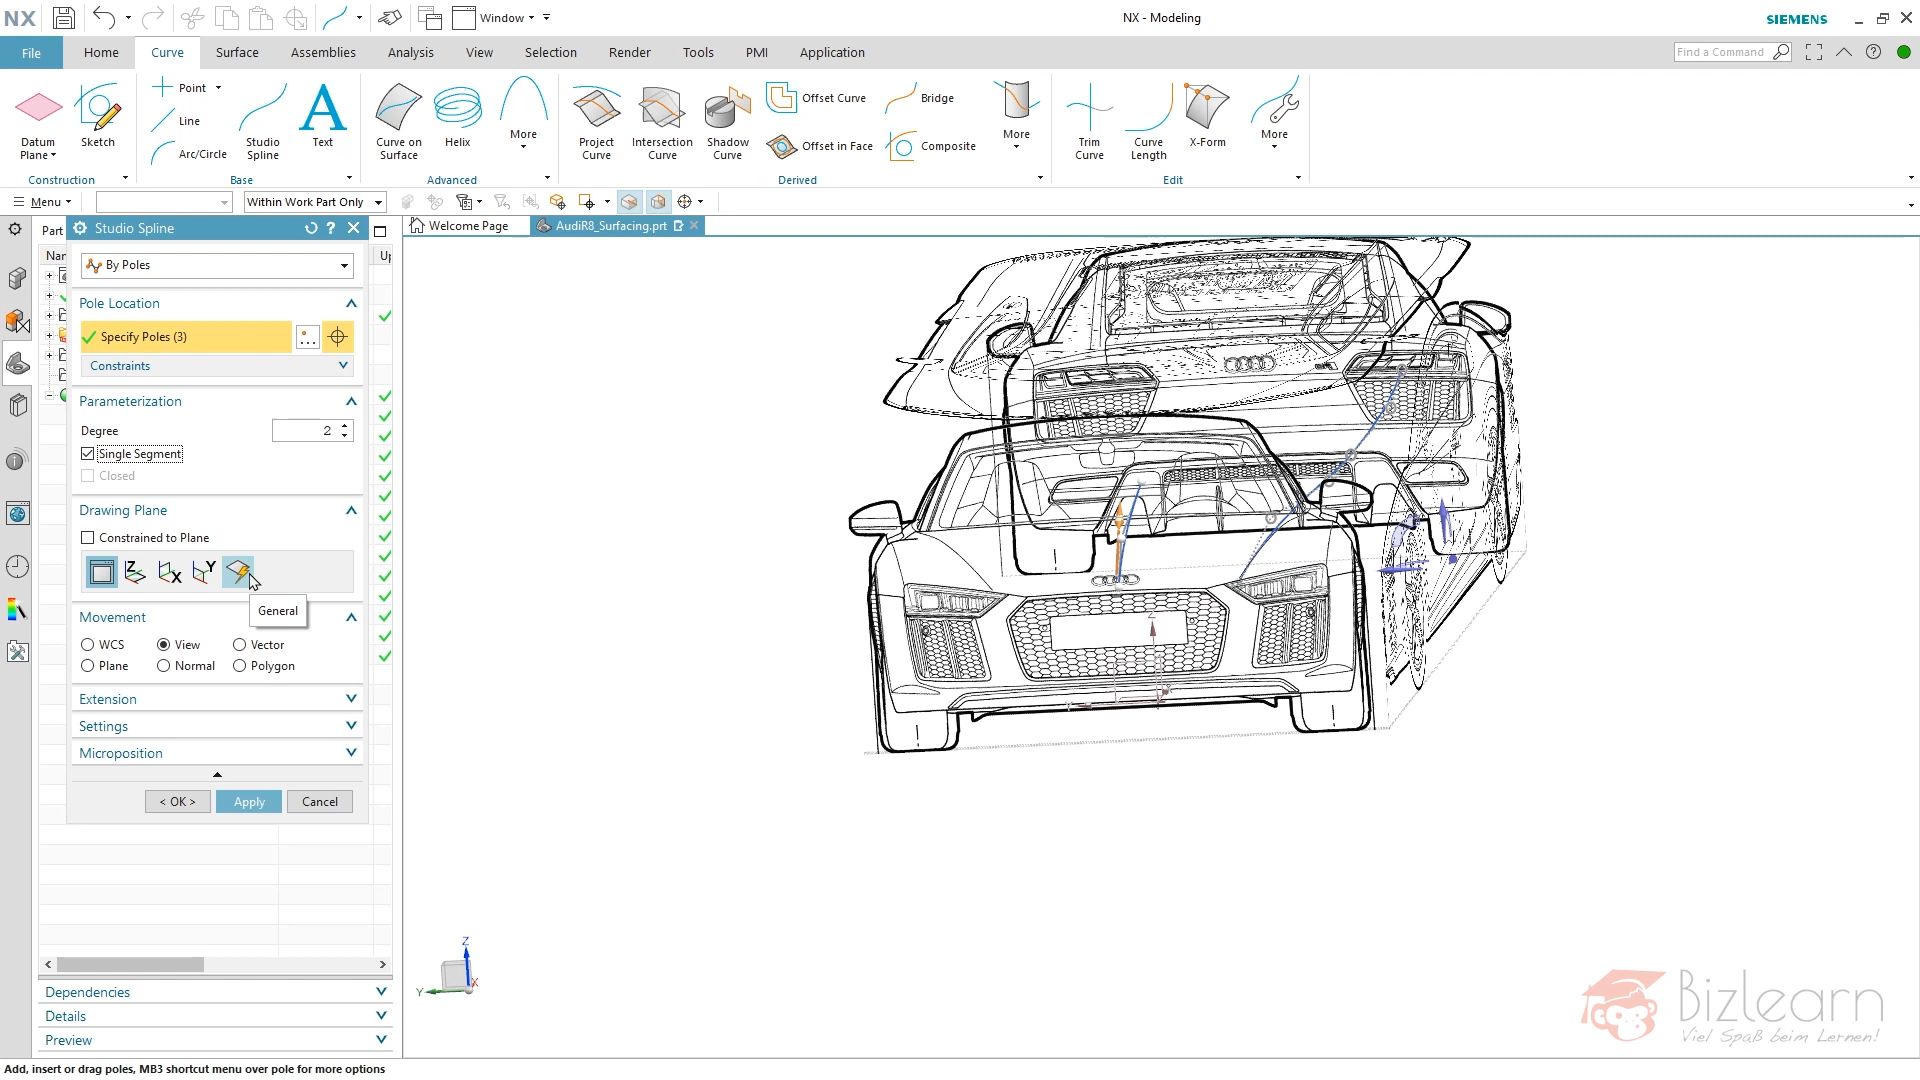 NX
Window
NX - Modeling
SIEMENS
File
Home
Curve
Surface
Assemblies
Analysis
View
Selection
Render
Tools
PMI
Application
Find a Command
Datum Plane
Sketch
Point
Line
Arc/Circle
Studio Spline
Text
Curve on Surface
Helix
More
Project Curve
Intersection Curve
Shadow Curve
Offset Curve
Offset in Face
Bridge
Composite
More
Trim Curve
Curve Length
X-Form
More
Construction
Base
Advanced
Derived
Edit
Menu
Within Work Part Only
Part
Studio Spline
Welcome Page
AudiR8_Surfacing.prt
Nar
By Poles
Pole Location
Specify Poles (3)
Constraints
Parameterization
Degree
2
Single Segment
Closed
Drawing Plane
Constrained to Plane
General
Movement
WCS
View
Vector
Plane
Normal
Polygon
Extension
Settings
Microposition
< OK >
Apply
Cancel
Z
Y
X
Dependencies
Details
Preview
Bizlearn
Viel Spaß beim Lernen!
Add, insert or drag poles, MB3 shortcut menu over pole for more options